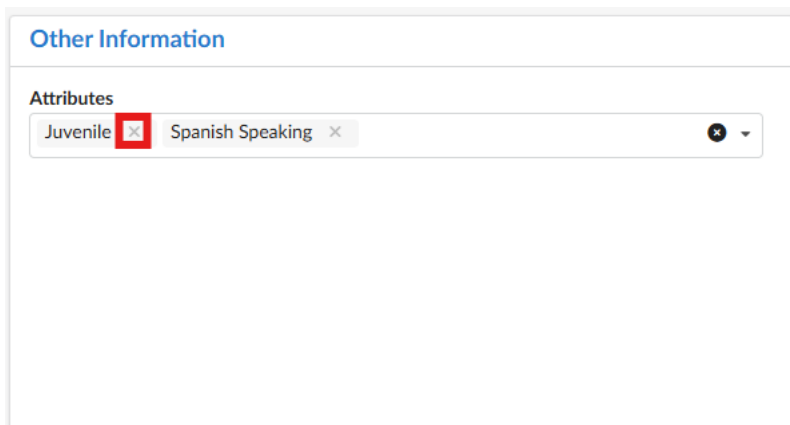 Other Information
Attributes
Juvenile × Spanish Speaking ×